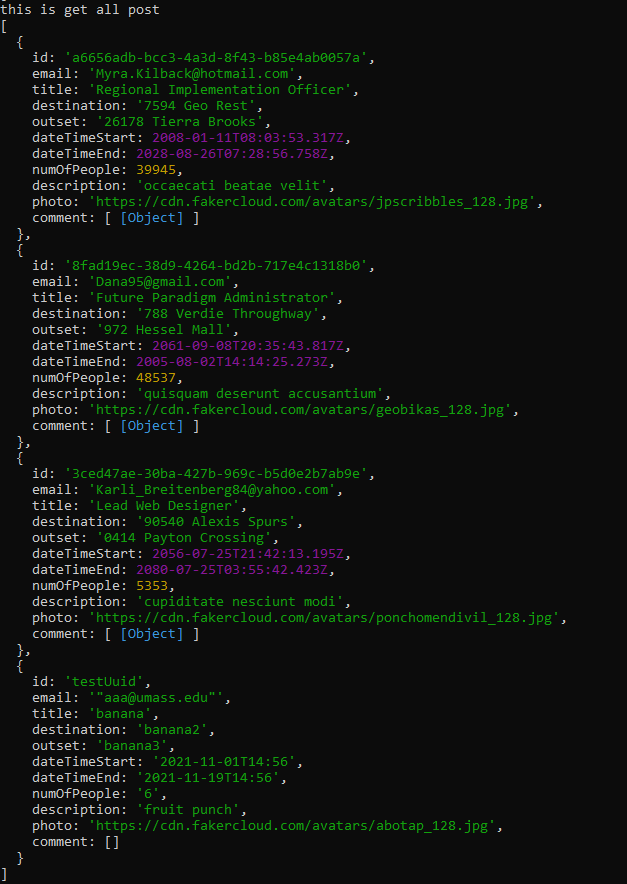 this is get all post
[
  {
    id: 'a6656adb-bcc3-4a3d-8f43-b85e4ab0057a',
    email: 'Myra.Kilback@hotmail.com',
    title: 'Regional Implementation Officer',
    destination: '7594 Geo Rest',
    outset: '26178 Tierra Brooks',
    dateTimeStart: 2008-01-11T08:03:53.317Z,
    dateTimeEnd: 2028-08-26T07:28:56.758Z,
    numOfPeople: 39945,
    description: 'occaecati beatae velit',
    photo: 'https://cdn.fakercloud.com/avatars/jpscribbles_128.jpg',
    comment: [ [Object] ]
  },
  {
    id: '8fad19ec-38d9-4264-bd2b-717e4c1318b0',
    email: 'Dana95@gmail.com',
    title: 'Future Paradigm Administrator',
    destination: '788 Verdie Throughway',
    outset: '972 Hessel Mall',
    dateTimeStart: 2061-09-08T20:35:43.817Z,
    dateTimeEnd: 2005-08-02T14:14:25.273Z,
    numOfPeople: 48537,
    description: 'quisquam deserunt accusantium',
    photo: 'https://cdn.fakercloud.com/avatars/geobikas_128.jpg',
    comment: [ [Object] ]
  },
  {
    id: '3ced47ae-30ba-427b-969c-b5d0e2b7ab9e',
    email: 'Karli_Breitenberg84@yahoo.com',
    title: 'Lead Web Designer',
    destination: '90540 Alexis Spurs',
    outset: '0414 Payton Crossing',
    dateTimeStart: 2056-07-25T21:42:13.195Z,
    dateTimeEnd: 2080-07-25T03:55:42.423Z,
    numOfPeople: 5353,
    description: 'cupiditate nesciunt modi',
    photo: 'https://cdn.fakercloud.com/avatars/ponchomendivil_128.jpg',
    comment: [ [Object] ]
  },
  {
    id: 'testUuid',
    email: '"aaa@umass.edu"',
    title: 'banana',
    destination: 'banana2',
    outset: 'banana3',
    dateTimeStart: '2021-11-01T14:56',
    dateTimeEnd: '2021-11-19T14:56',
    numOfPeople: '6',
    description: 'fruit punch',
    photo: 'https://cdn.fakercloud.com/avatars/abotap_128.jpg',
    comment: []
  }
]